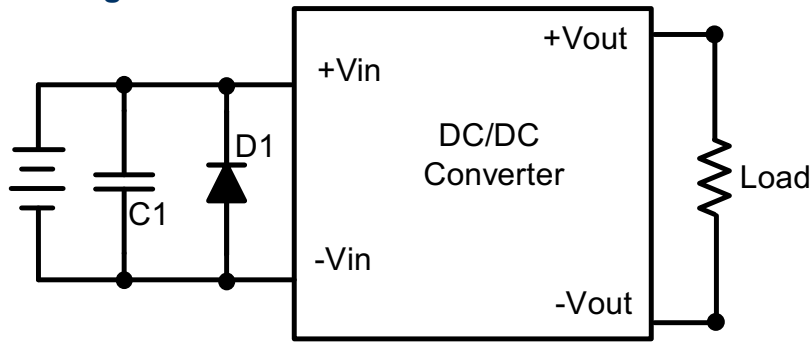 +Vout
+Vin
D1
DC/DC
Converter
C1
Load
-Vin
-Vout